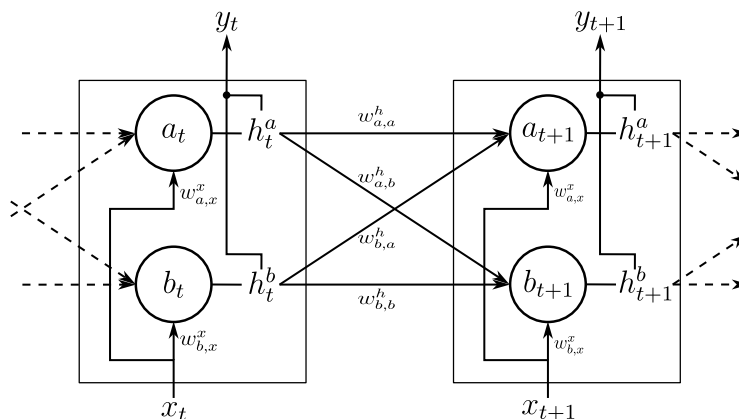 y_t y_{t+1}
a_t h_t^a w_{a,a}^h a_{t+1} h_{t+1}^a
w_{a,b}^h
w_{a,x}^x w_{a,x}^x
w_{b,a}^h
b_t h_t^b w_{b,b}^h b_{t+1} h_{t+1}^b
w_{b,x}^x w_{b,x}^x
x_t x_{t+1}